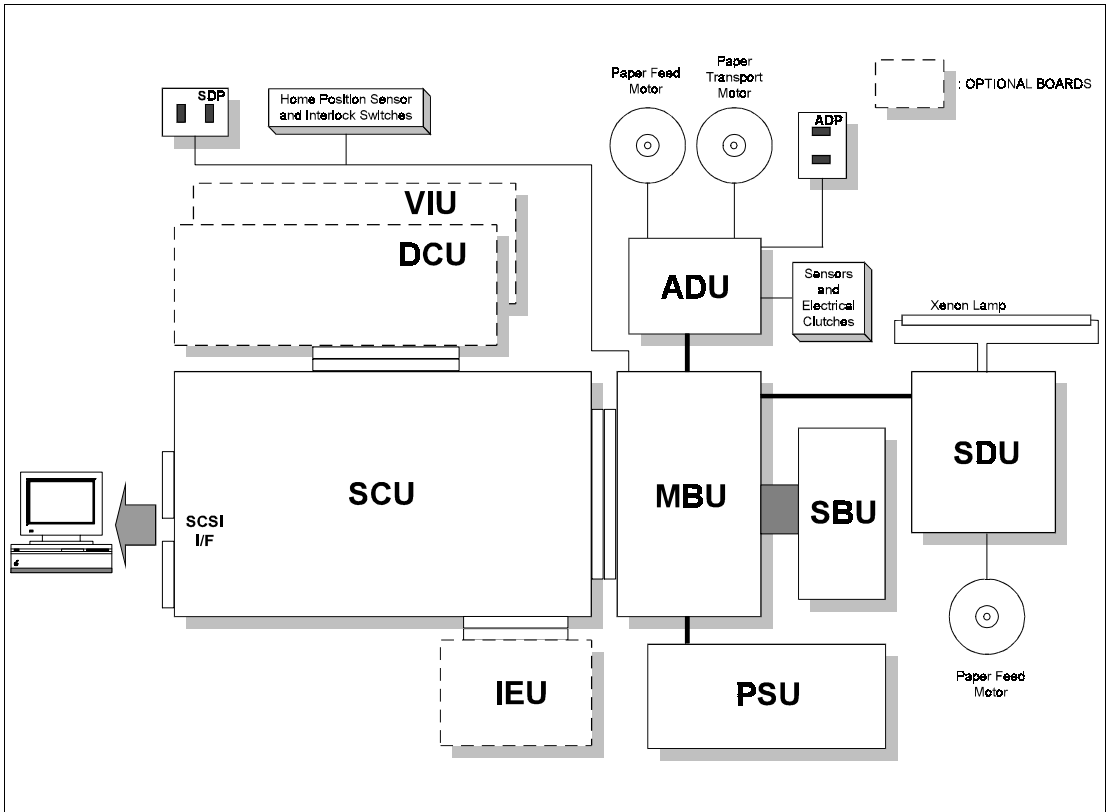 Paper Feed
Motor
Paper
Transport
Motor
: OPTIONAL BOARDS
SDP
Home Position Sensor
and Interlock Switches
ADP
VIU
DCU
ADU
Sensors
and
Electrical
Clutches
Xenon Lamp
SCU
SCSI
I/F
MBU
SBU
SDU
IEU
PSU
Paper Feed
Motor